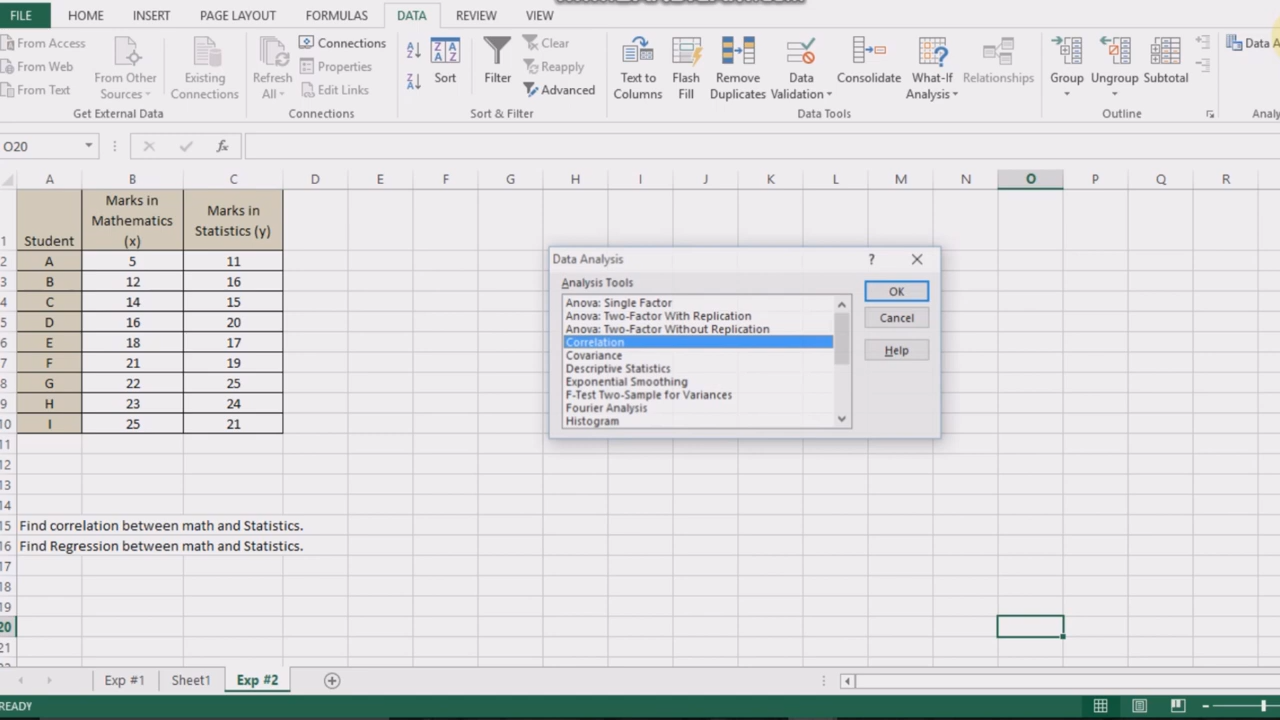 FILE HOME INSERT PAGE LAYOUT FORMULAS DATA REVIEW VIEW
From Access
From Web
From Text
From Other
Sources
Existing
Connections
Get External Data
Refresh
All
Connections
Properties
Edit Links
Connections
Sort
Filter
Clear
Reapply
Advanced
Sort & Filter
Text to
Columns
Flash
Fill
Remove
Duplicates
Data
Validation
Consolidate
What-If
Analysis
Relationships
Data Tools
Group
Ungroup
Subtotal
Outline
Data A
Analy
O20 fx
A B C D E F G H I J K L M N O P Q R
1 Student Marks in Mathematics (x) Marks in Statistics (y)
2 A 5 11
3 B 12 16
4 C 14 15
5 D 16 20
6 E 18 17
7 F 21 19
8 G 22 25
9 H 23 24
10 I 25 21
11
12
13
14
15 Find correlation between math and Statistics.
16 Find Regression between math and Statistics.
17
18
19
20
21
Data Analysis ?
Analysis Tools
Anova: Single Factor
Anova: Two-Factor With Replication
Anova: Two-Factor Without Replication
Correlation
Covariance
Descriptive Statistics
Exponential Smoothing
F-Test Two-Sample for Variances
Fourier Analysis
Histogram
OK
Cancel
Help
Exp #1 Sheet1 Exp #2
READY